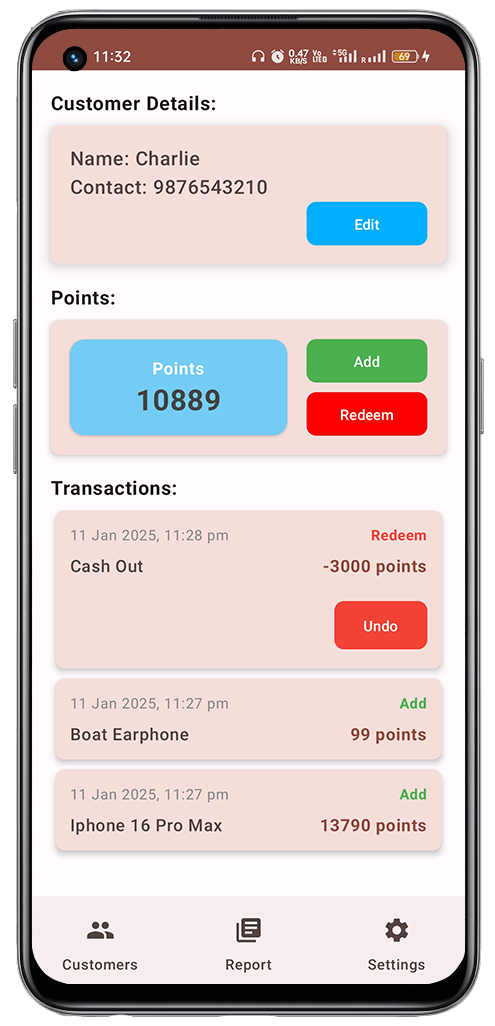 11:32 0.47 KB/S Vo LTED 5G R 69
Customer Details:
Name: Charlie
Contact: 9876543210
Edit
Points:
Points
10889
Add
Redeem
Transactions:
11 Jan 2025, 11:28 pm Redeem
Cash Out -3000 points
Undo
11 Jan 2025, 11:27 pm Add
Boat Earphone 99 points
11 Jan 2025, 11:27 pm Add
Iphone 16 Pro Max 13790 points
Customers Report Settings